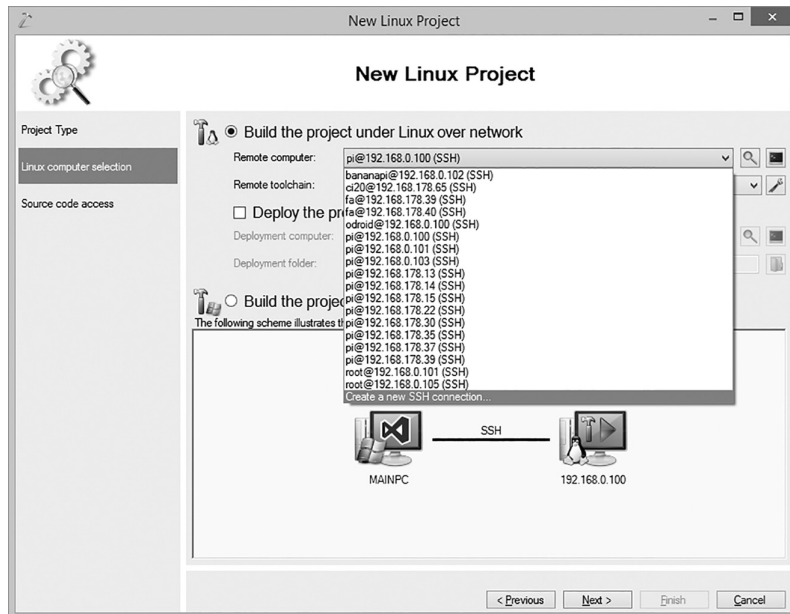 New Linux Project
New Linux Project
Project Type
Linux computer selection
Source code access
Build the project under Linux over network
Remote computer:
pi@192.168.0.100 (SSH)
Remote toolchain:
bananapi@192.168.0.102 (SSH)
ci20@192.168.178.65 (SSH)
fa@192.168.178.39 (SSH)
fa@192.168.178.40 (SSH)
odroid@192.168.0.100 (SSH)
pi@192.168.0.100 (SSH)
pi@192.168.0.101 (SSH)
pi@192.168.0.103 (SSH)
pi@192.168.178.13 (SSH)
pi@192.168.178.14 (SSH)
pi@192.168.178.15 (SSH)
pi@192.168.178.22 (SSH)
pi@192.168.178.30 (SSH)
pi@192.168.178.35 (SSH)
pi@192.168.178.37 (SSH)
pi@192.168.178.39 (SSH)
root@192.168.0.101 (SSH)
root@192.168.0.105 (SSH)
Create a new SSH connection...
Deploy the
Deployment computer:
Deployment folder:
Build the
The following scheme illustrates
SSH
MAINPC
192.168.0.100
< Previous
Next >
Finish
Cancel